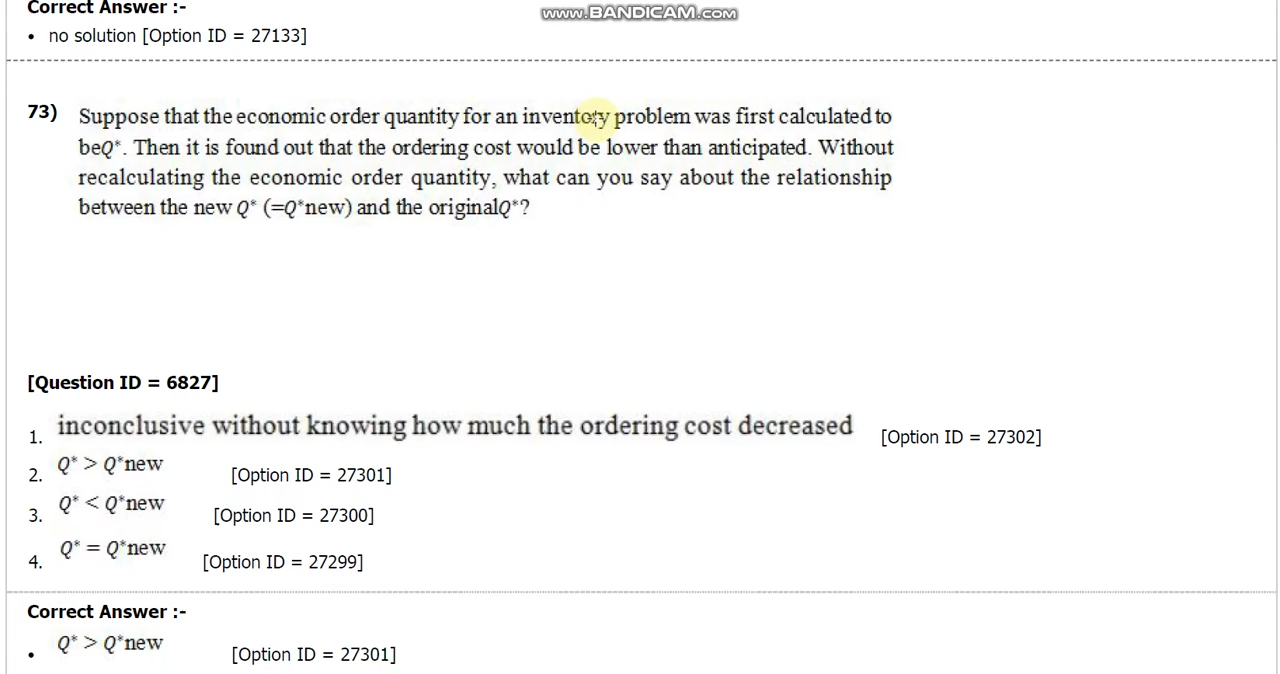 Correct Answer :-
www.BANDICAM.com
• no solution [Option ID = 27133]
73) Suppose that the economic order quantity for an inventory problem was first calculated to
beQ*. Then it is found out that the ordering cost would be lower than anticipated. Without
recalculating the economic order quantity, what can you say about the relationship
between the new Q* (=Q*new) and the originalQ*?
[Question ID = 6827]
1. inconclusive without knowing how much the ordering cost decreased [Option ID = 27302]
2. Q* > Q*new [Option ID = 27301]
3. Q* < Q*new [Option ID = 27300]
4. Q* = Q*new [Option ID = 27299]
Correct Answer :-
• Q* > Q*new [Option ID = 27301]